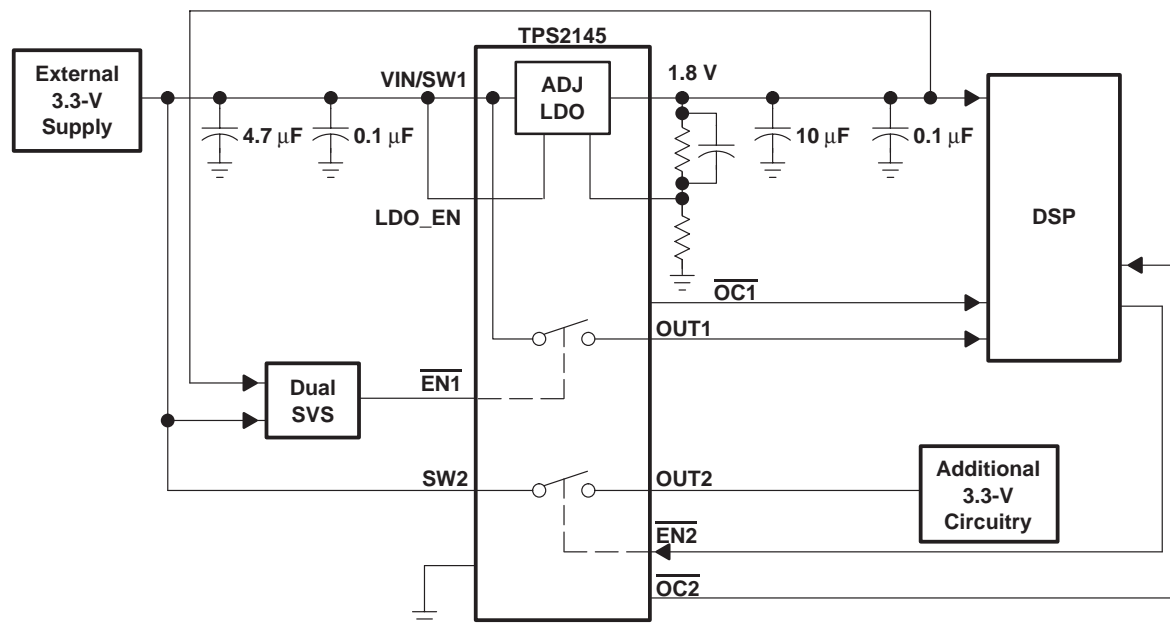 TPS2145
External
3.3-V
Supply
VIN/SW1
ADJ
LDO
1.8 V
4.7 μF
0.1 μF
10 μF
0.1 μF
LDO_EN
DSP
OC1
OUT1
EN1
Dual
SVS
SW2
OUT2
Additional
3.3-V
Circuitry
EN2
OC2